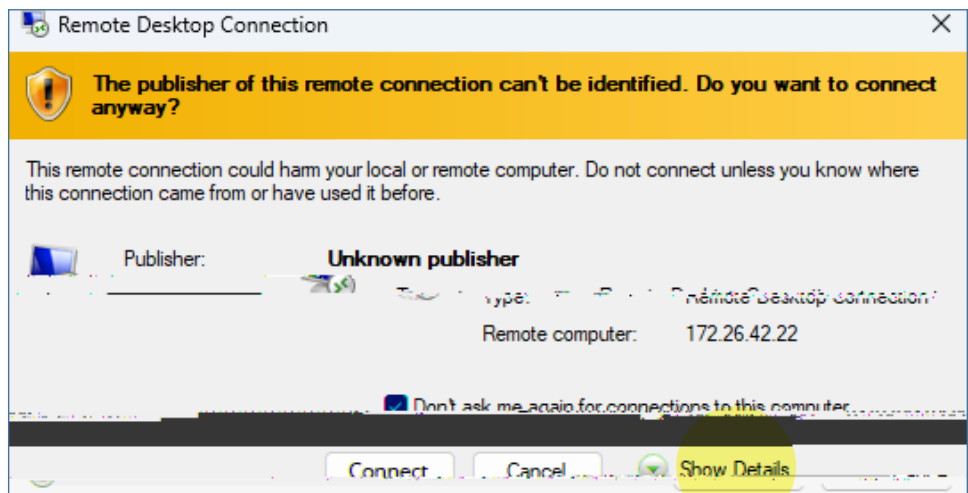 Remote Desktop Connection
The publisher of this remote connection can't be identified. Do you want to connect
anyway?
This remote connection could harm your local or remote computer. Do not connect unless you know where
this connection came from or have used it before.
Publisher: Unknown publisher
Type: Remote Desktop Connection
Remote computer: 172.26.42.22
Don't ask me again for connections to this computer
Connect Cancel Show Details